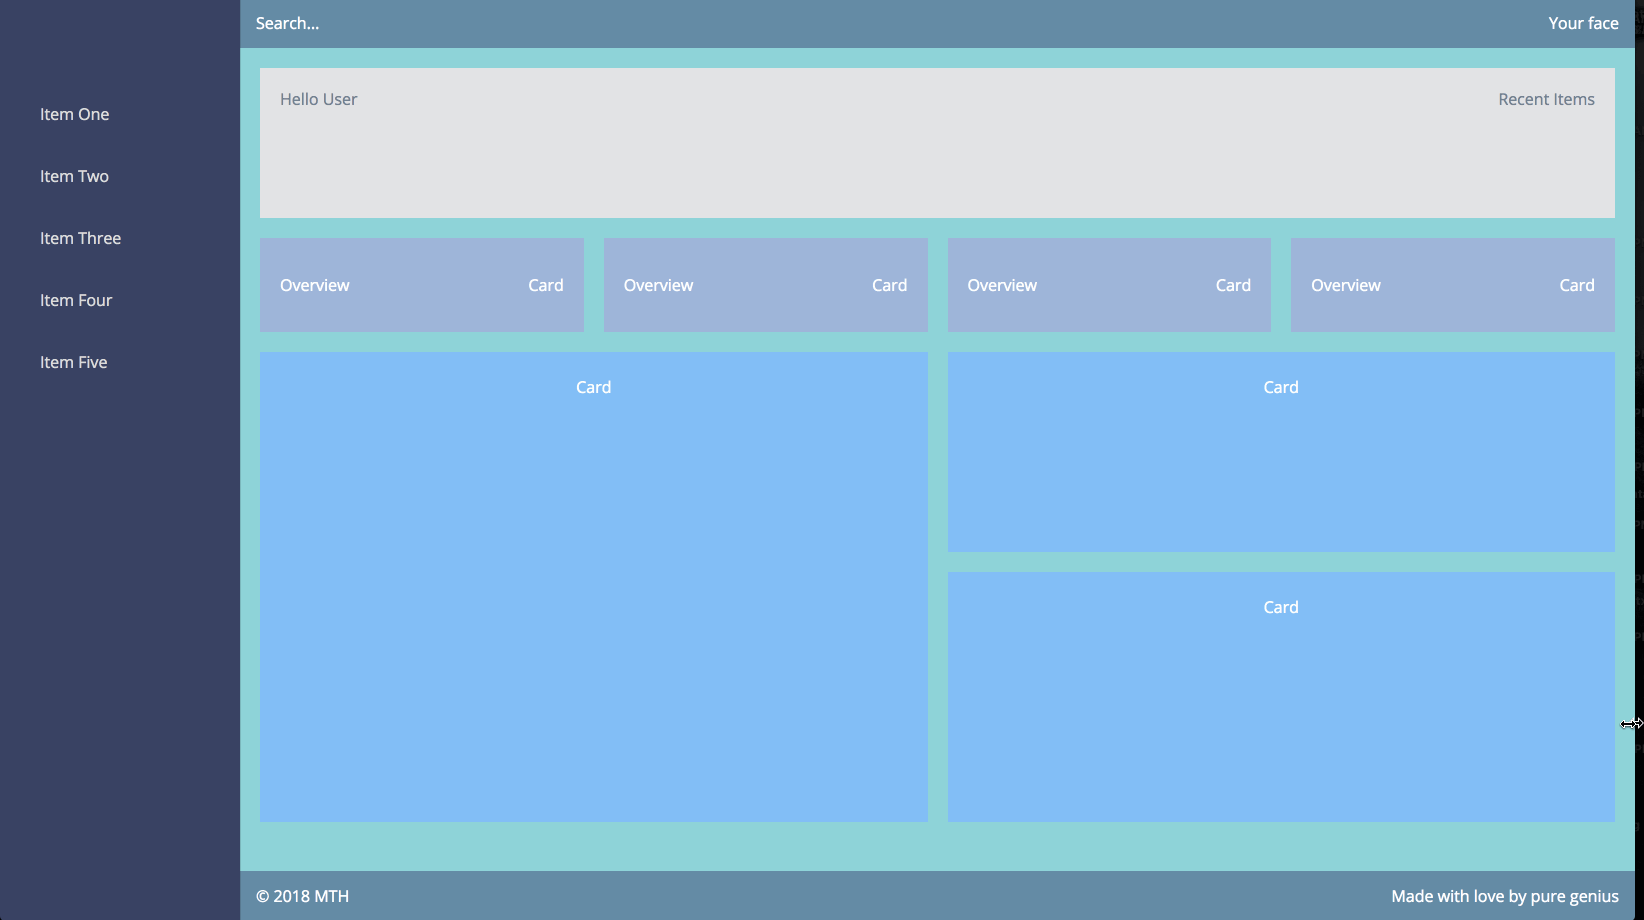 Search...
Your face
Item One
Item Two
Item Three
Item Four
Item Five
Hello User
Recent Items
Overview
Card
Overview
Card
Overview
Card
Overview
Card
Card
Card
Card
© 2018 MTH
Made with love by pure genius